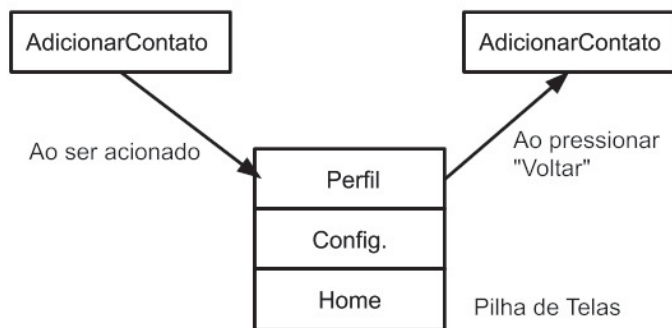 AdicionarContato
AdicionarContato
Ao ser acionado
Ao pressionar
"Voltar"
Perfil
Config.
Home
Pilha de Telas